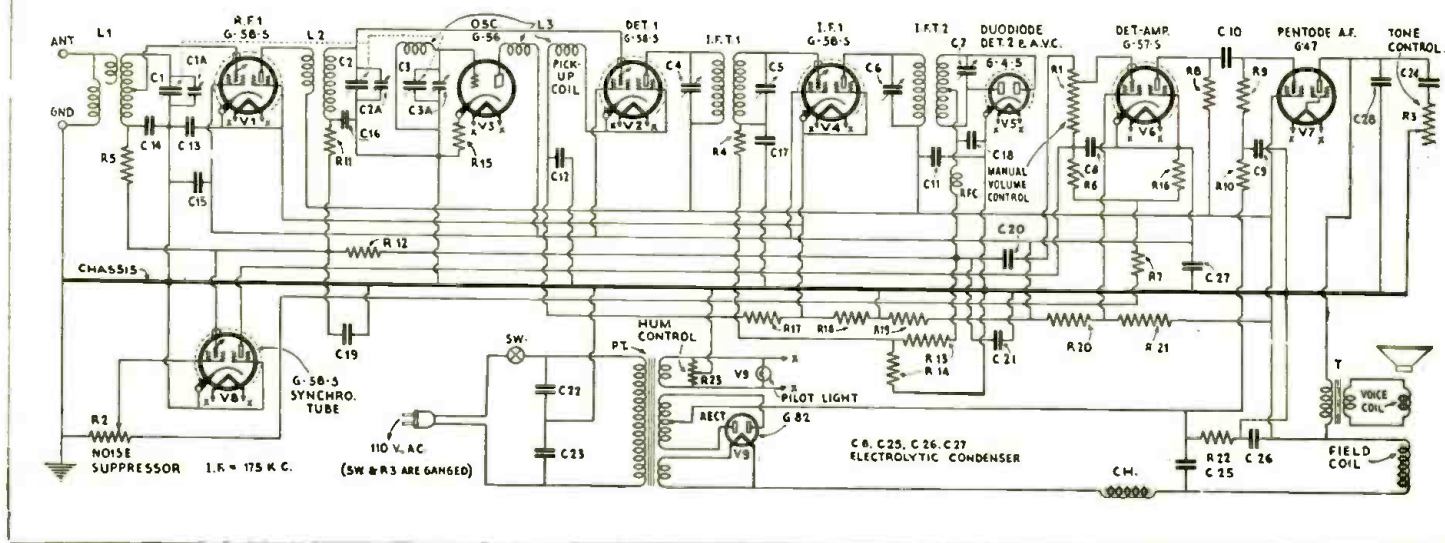 ANT
GND
L1
C1
C1A
R.F.1
G-58-S
V1
L2
C2
C2A
C16
OSC.
G-56
V3
C3
C3A
R15
L3
PICK-
UP
COIL
DET.1
G-58-S
V2
C12
C4
I.F.T.1
C5
C17
R4
I.F.1
G-58-S
V4
C6
I.F.T.2
C7
C11
C18
RFC
DUODIODE
DET.2 & A.V.C.
G-4-S
V5
R1
MANUAL
VOLUME
CONTROL
C8
R6
DET-AMP.
G-57-S
V6
R16
C10
R8
R9
R10
C9
PENTODE A.F.
G47
V7
C28
TONE
CONTROL
C24
R3
R5
C14
C13
C15
R11
R12
C20
R7
C27
CHASSIS
G-58-S
SYNCHRO.
TUBE
V8
R2
NOISE
SUPPRESSOR
I.F. = 175 K C.
C19
SW.
110 V. AC.
(SW & R3 ARE GANGED)
C22
C23
HUM
CONTROL
P.T.
R23
V9
PILOT LIGHT
RECT
G 82
V9
R17
R18
R19
R13
R14
C21
R20
R21
C8, C25, C26, C27
ELECTROLYTIC CONDENSER
CH.
R22
C25
C26
T
VOICE
COIL
FIELD
COIL
X X
X X
X X
X X
X X
X X
X X
X X
X
X